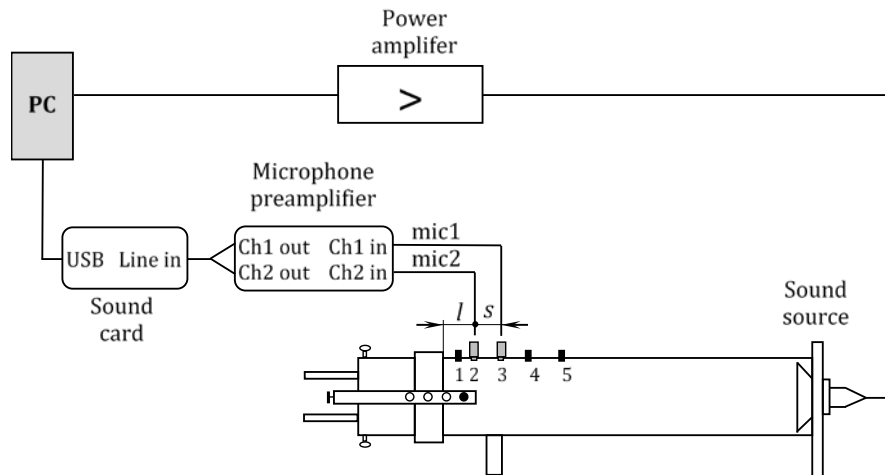 Power
amplifer
PC
>
Microphone
preamplifier
mic1
mic2
Ch1 out Ch1 in
Ch2 out Ch2 in
USB Line in
Sound
card
l s
Sound
source
1 2 3 4 5